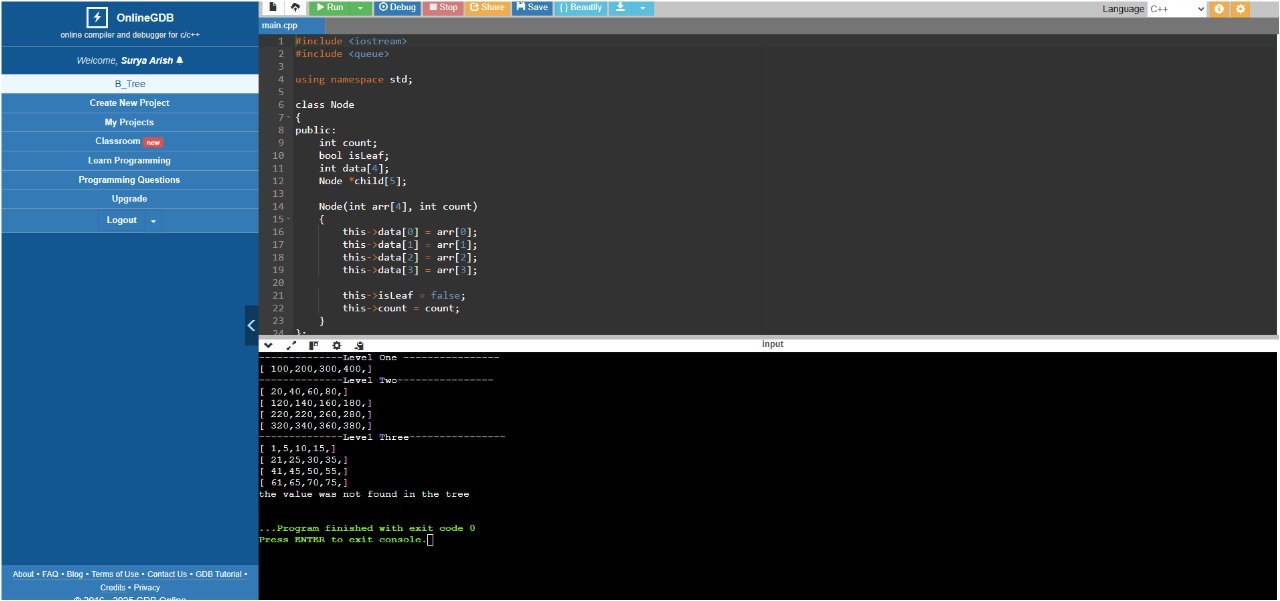 OnlineGDB
online compiler and debugger for c/c++
Welcome, Surya Arish
B_Tree
Create New Project
My Projects
Classroom new
Learn Programming
Programming Questions
Upgrade
Logout
About • FAQ • Blog • Terms of Use • Contact Us • GDB Tutorial •
Credits • Privacy
© 2016 - 2025 GDB Online
Run Debug Stop Share Save { } Beautify
Language C++
main.cpp
1 #include <iostream>
2 #include <queue>
3
4 using namespace std;
5
6 class Node
7 {
8 public:
9 int count;
10 bool isLeaf;
11 int data[4];
12 Node *child[5];
13
14 Node(int arr[4], int count)
15 {
16 this->data[0] = arr[0];
17 this->data[1] = arr[1];
18 this->data[2] = arr[2];
19 this->data[3] = arr[3];
20
21 this->isLeaf = false;
22 this->count = count;
23 }
24 };
input
--------------Level One ----------------
[ 100,200,300,400,]
--------------Level Two----------------
[ 20,40,60,80,]
[ 120,140,160,180,]
[ 220,220,260,280,]
[ 320,340,360,380,]
--------------Level Three----------------
[ 1,5,10,15,]
[ 21,25,30,35,]
[ 41,45,50,55,]
[ 61,65,70,75,]
the value was not found in the tree
...Program finished with exit code 0
Press ENTER to exit console.